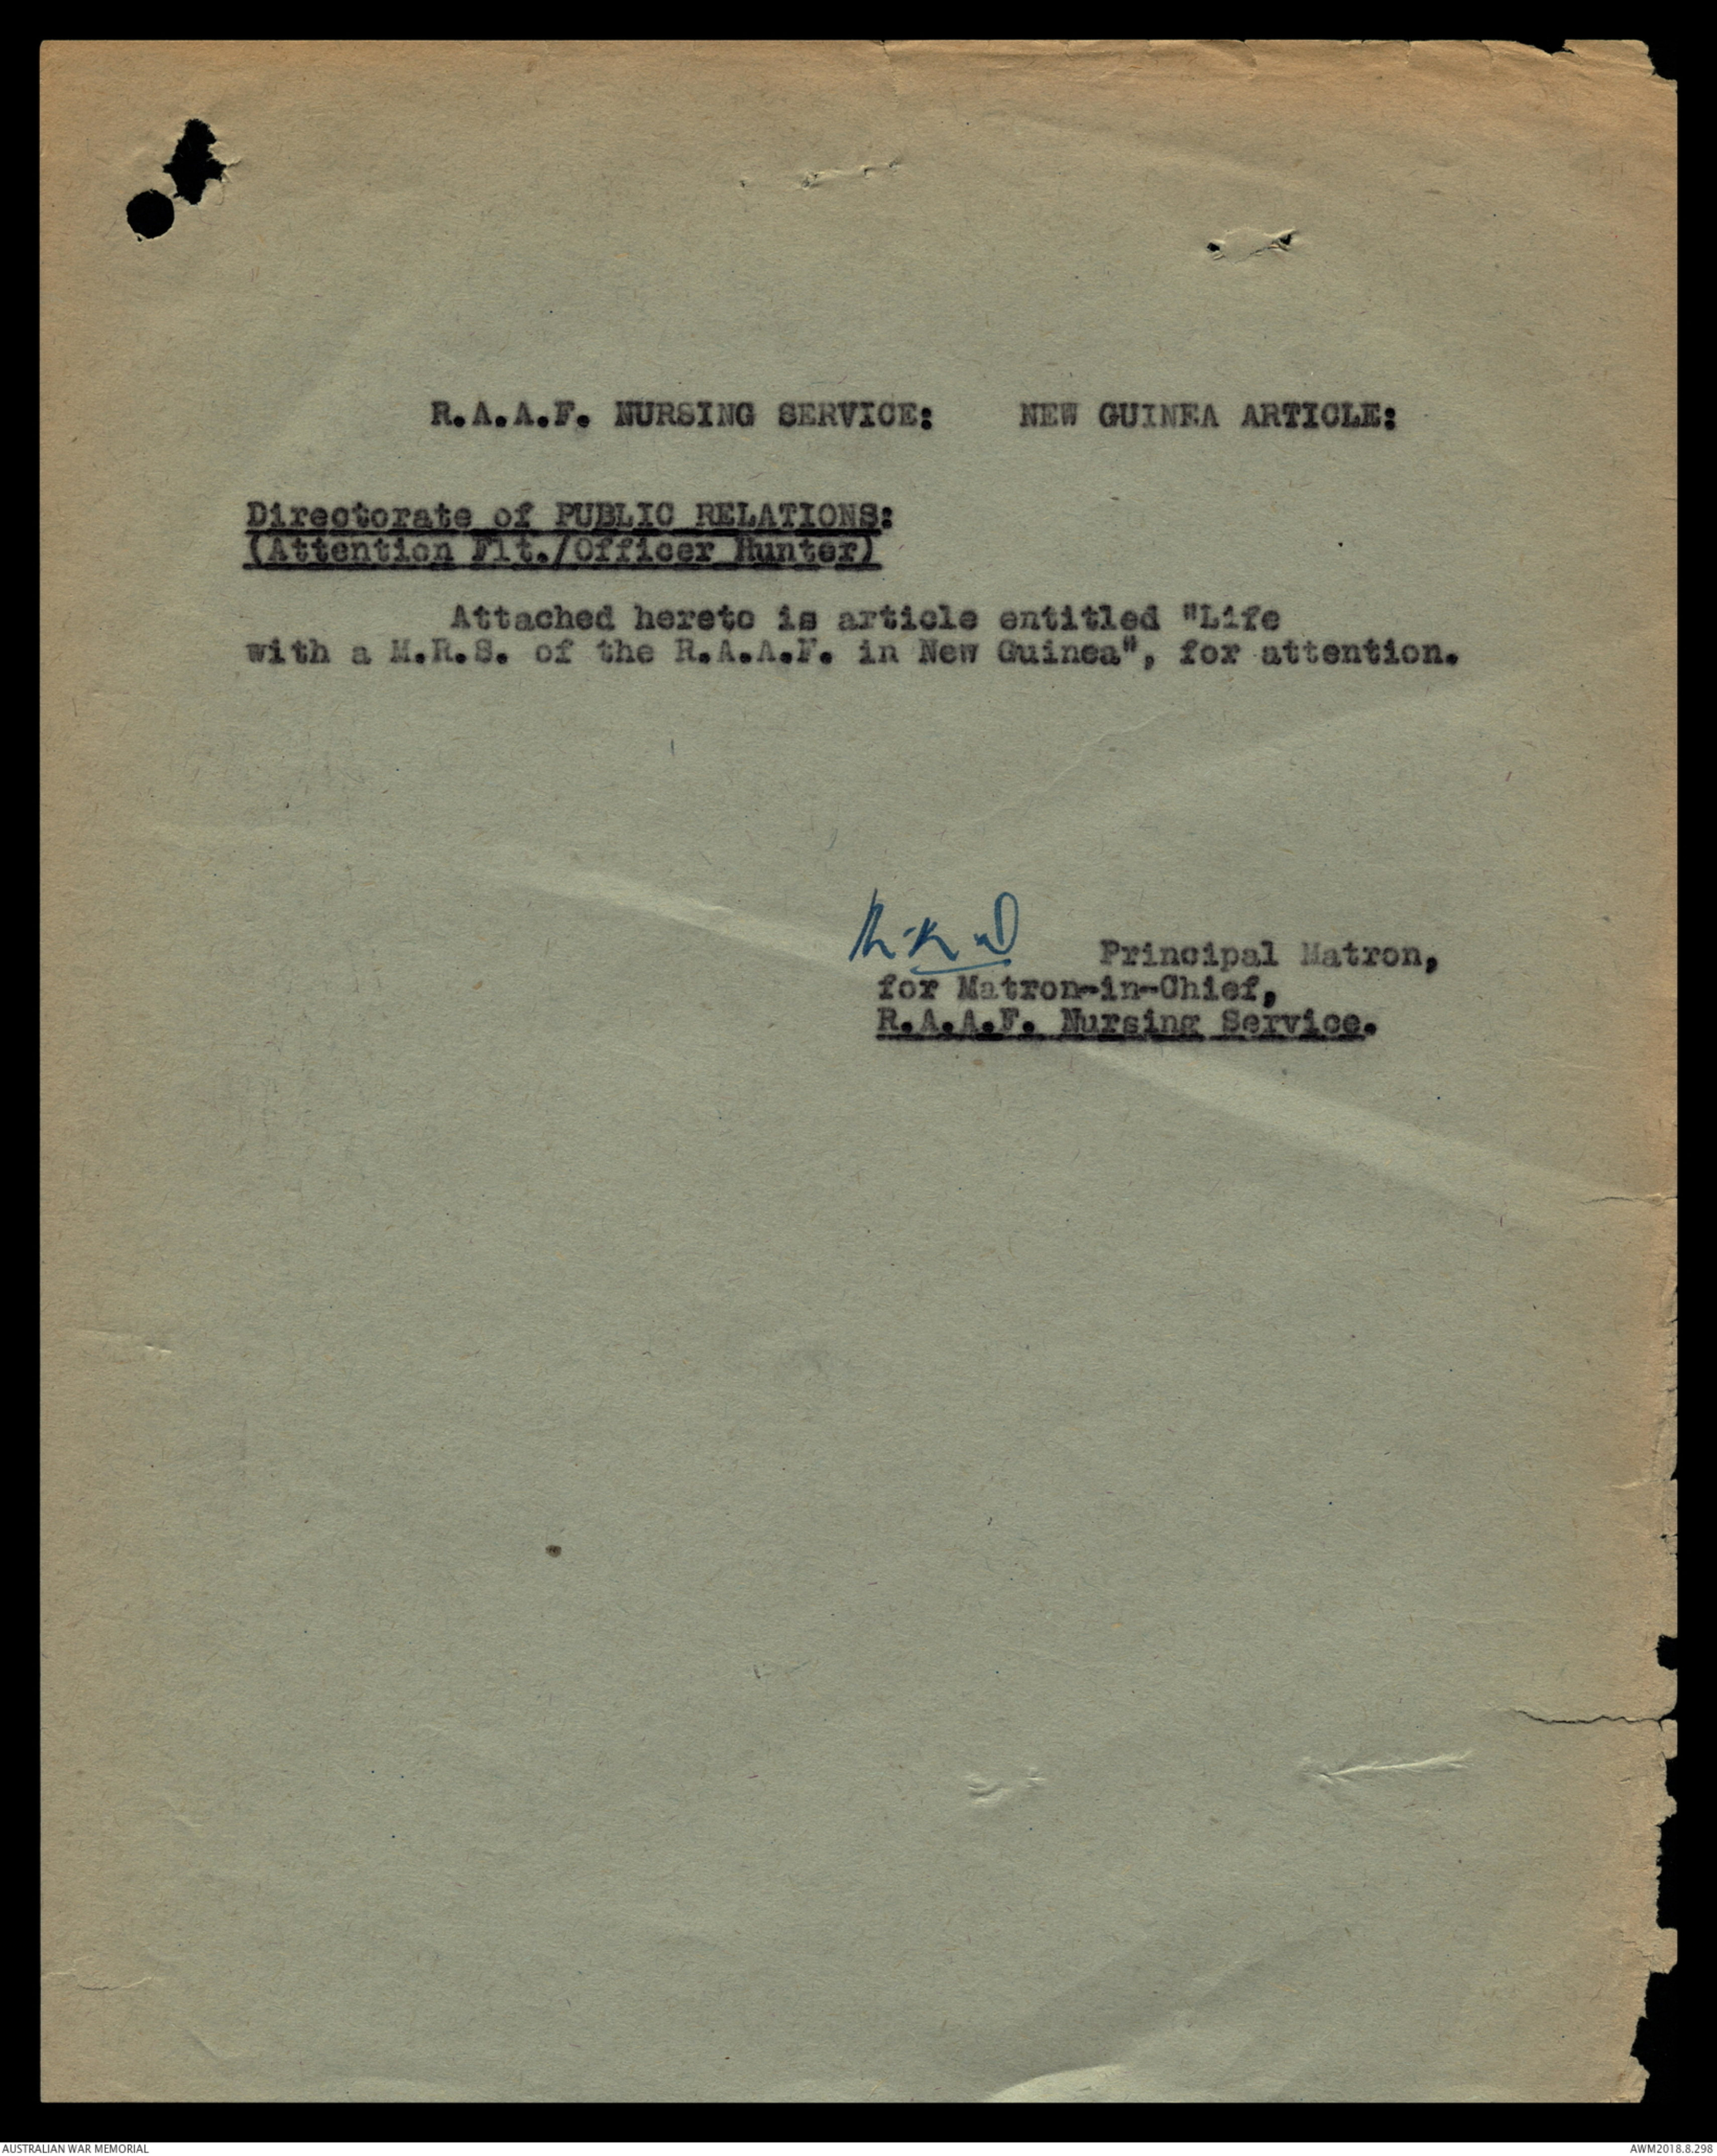 R.A.A.F. NURSING SERVICE: NEW GUINEA ARTICLE:
Directorate of PUBLIC RELATIONS:
(Attention Flt./Officer Hunter)
Attached hereto is article entitled "Life
with a M.R.S. of the R.A.A.F. in New Guinea", for attention.
Principal Matron,
for Matron-in-Chief,
R.A.A.F. Nursing Service.
AUSTRALIAN WAR MEMORIAL
AWM2018.8.298